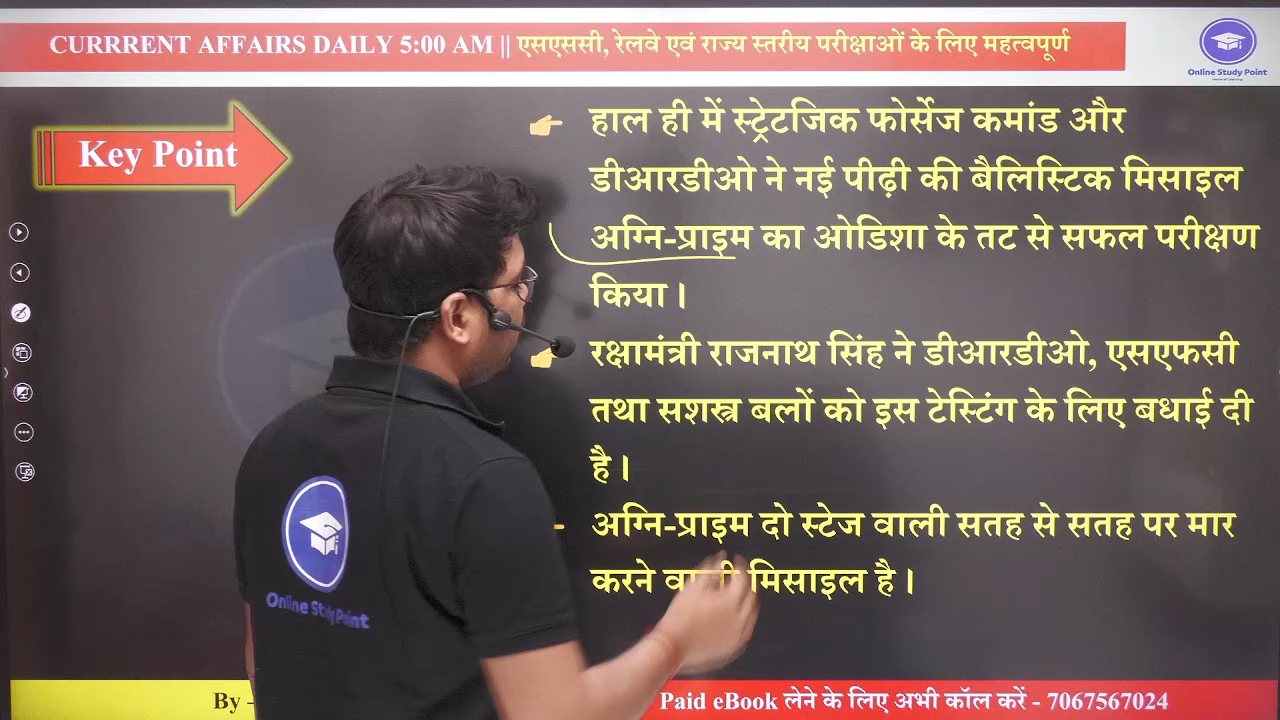 CURRRENT AFFAIRS DAILY 5:00 AM || एसएससी, रेलवे एवं राज्य स्तरीय परीक्षाओं के लिए महत्वपूर्ण
Online Study Point
Key Point
हाल ही में स्ट्रेटजिक फोर्सेज कमांड और
डीआरडीओ ने नई पीढ़ी की बैलिस्टिक मिसाइल
अग्नि-प्राइम का ओडिशा के तट से सफल परीक्षण
किया।
रक्षामंत्री राजनाथ सिंह ने डीआरडीओ, एसएफसी
तथा सशस्त्र बलों को इस टेस्टिंग के लिए बधाई दी
है।
अग्नि-प्राइम दो स्टेज वाली सतह से सतह पर मार
करने वाली मिसाइल है।
Online Study Point
By -
Paid eBook लेने के लिए अभी कॉल करें - 7067567024